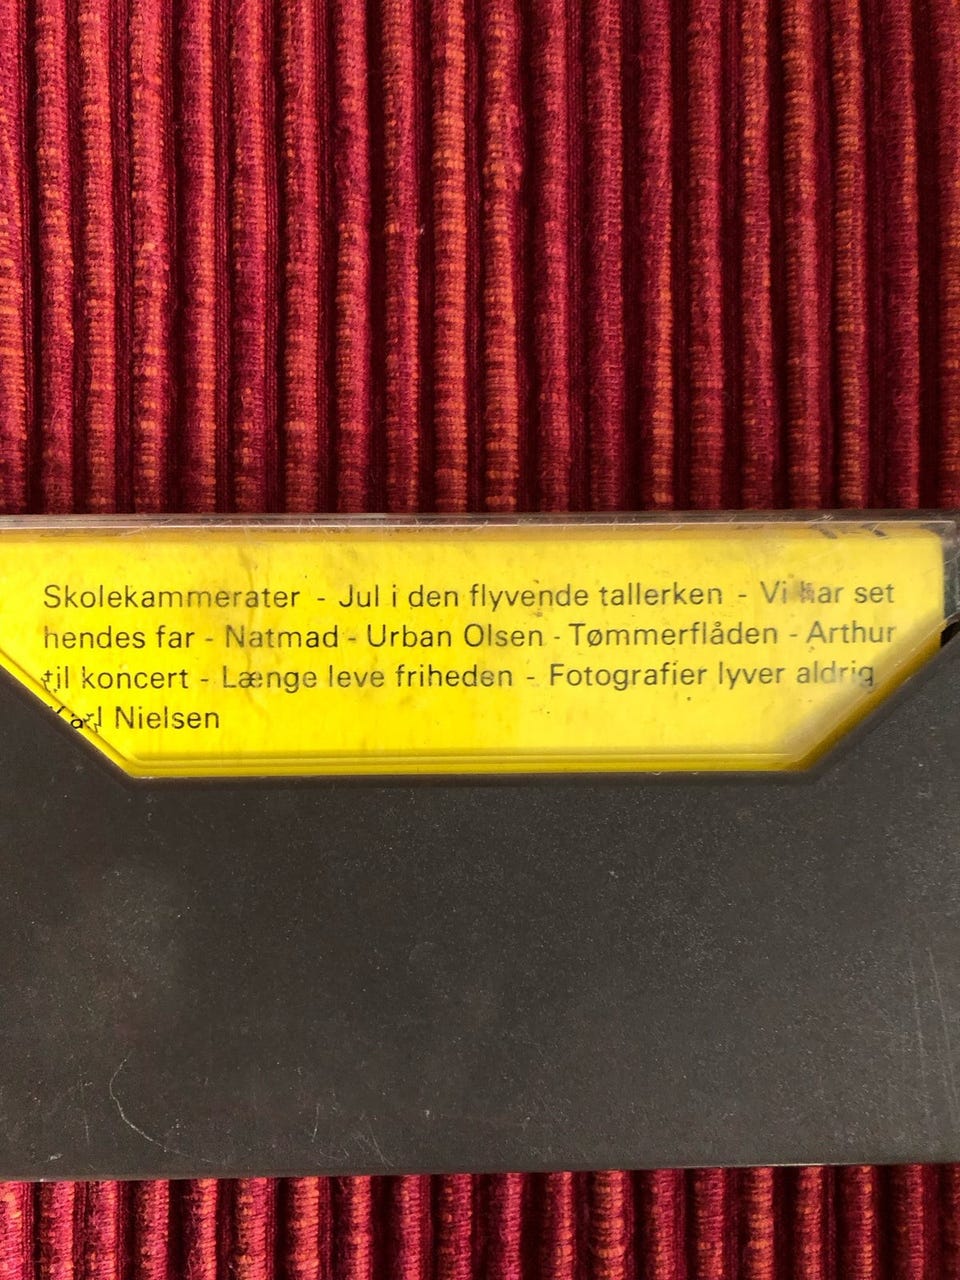 Skolekammerater - Jul i den flyvende tallerken - Vi har set
hendes far - Natmad - Urban Olsen - Tømmerflåden - Arthur
til koncert - Længe leve friheden - Fotografier lyver aldrig
Karl Nielsen